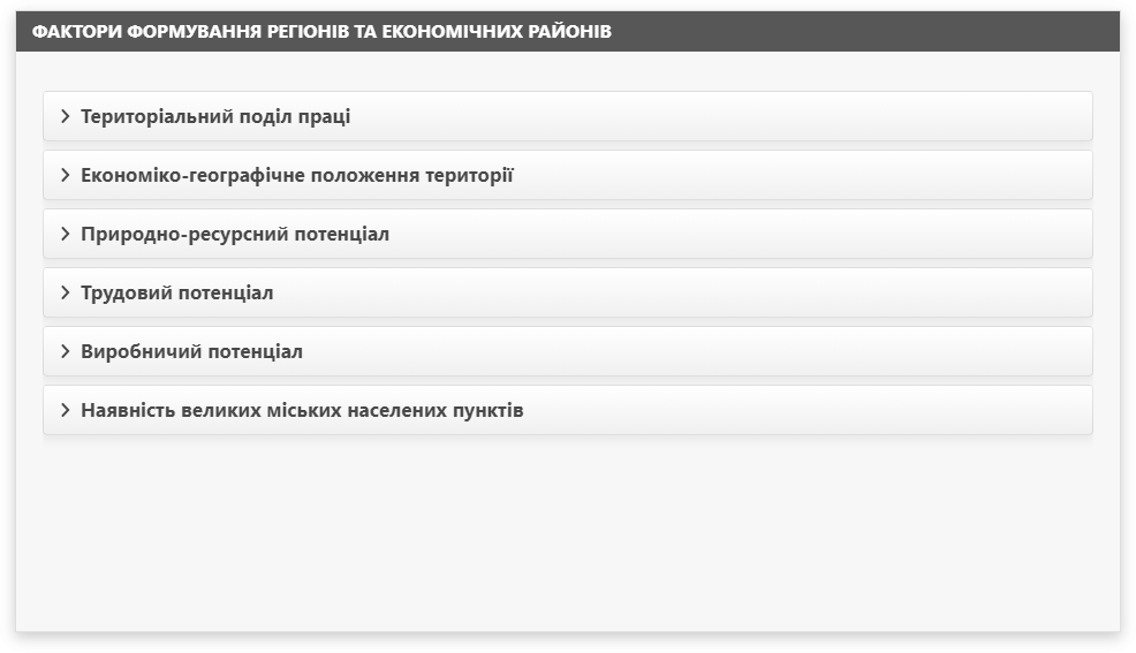 ФАКТОРИ ФОРМУВАННЯ РЕГІОНІВ ТА ЕКОНОМІЧНИХ РАЙОНІВ
Територіальний поділ праці
Економіко-географічне положення території
Природно-ресурсний потенціал
Трудовий потенціал
Виробничий потенціал
Наявність великих міських населених пунктів